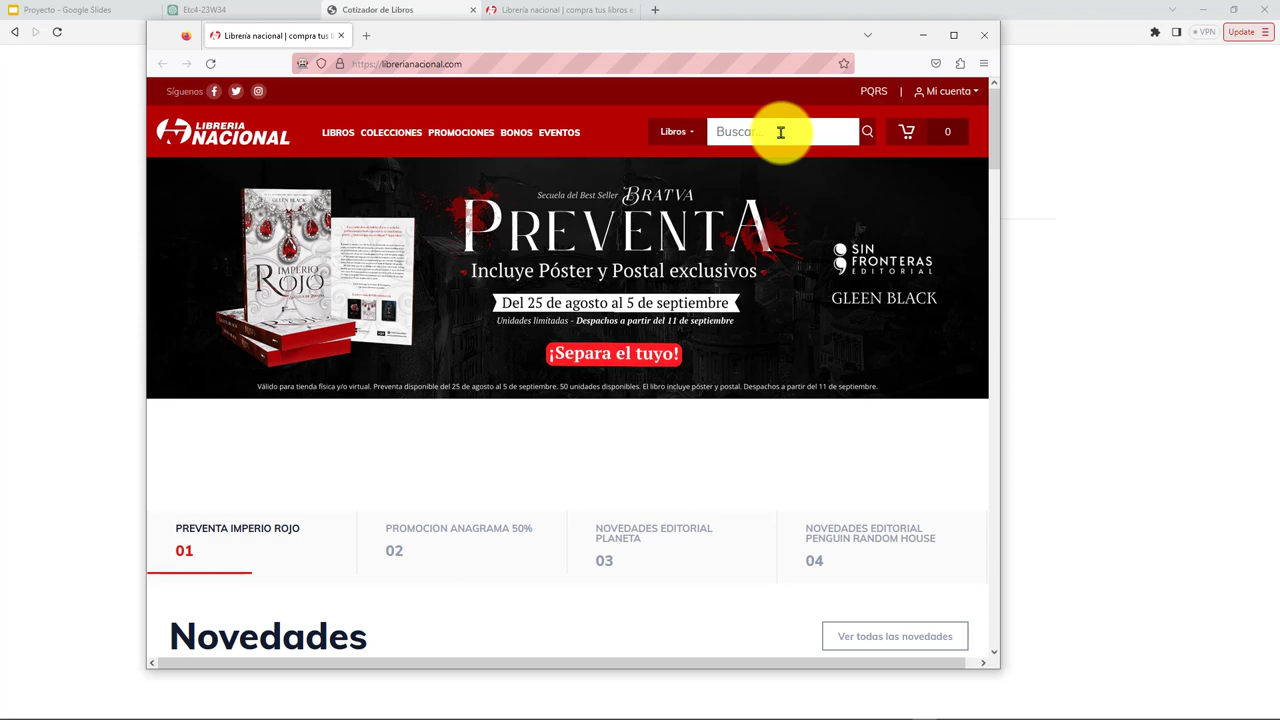 Proyecto - Google Slides
Etc4-23W34
Cotizador de Libros
Librería nacional | compra tus libros e
VPN
Update
Librería nacional | compra tus l
https://librerianacional.com
Síguenos
PQRS | Mi cuenta
LIBRERIA
NACIONAL
LIBROS COLECCIONES PROMOCIONES BONOS EVENTOS
Libros
Buscar...
0
Secuela del Best Seller BRATVA
PREVENTA
Incluye Póster y Postal exclusivos
Del 25 de agosto al 5 de septiembre
Unidades limitadas - Despachos a partir del 11 de septiembre
¡Separa el tuyo!
GLEEN BLACK
IMPERIO
ROJO
SIN
FRONTERAS
EDITORIAL
GLEEN BLACK
Válido para tienda física y/o virtual. Preventa disponible del 25 de agosto al 5 de septiembre. 50 unidades disponibles. El libro incluye póster y postal. Despachos a partir del 11 de septiembre.
PREVENTA IMPERIO ROJO
01
PROMOCION ANAGRAMA 50%
02
NOVEDADES EDITORIAL
PLANETA
03
NOVEDADES EDITORIAL
PENGUIN RANDOM HOUSE
04
Novedades
Ver todas las novedades